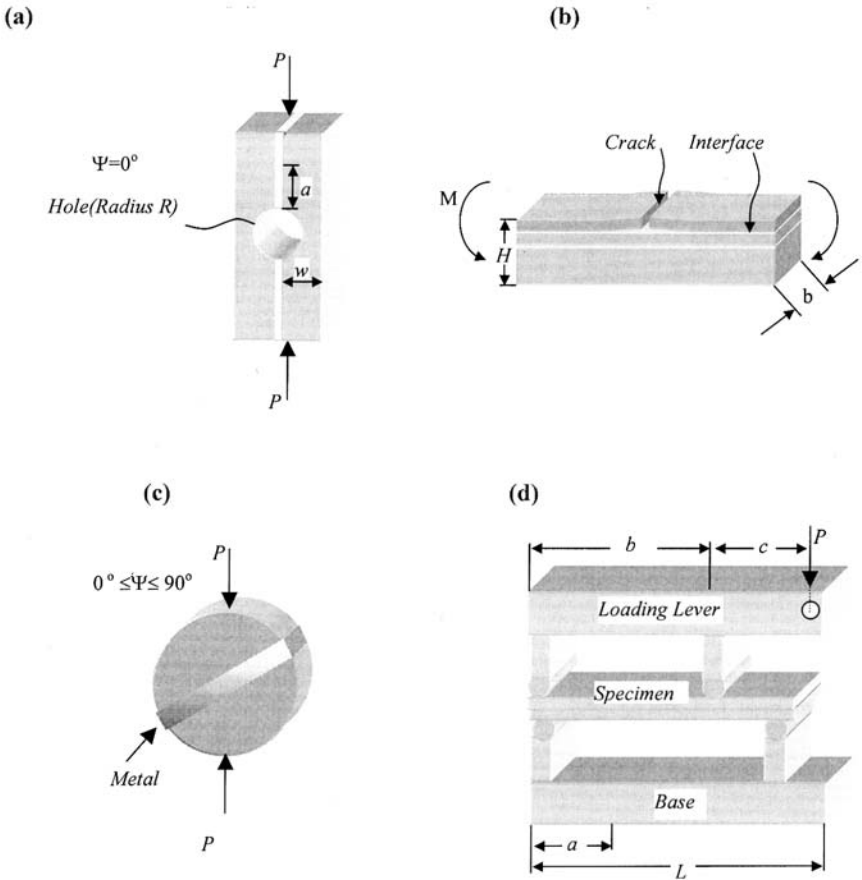 (a)
P
Ψ=0°
a
Hole(Radius R)
w
P
(b)
Crack
Interface
M
H
b
(c)
P
0° ≤Ψ≤ 90°
Metal
P
(d)
b
c
P
Loading Lever
Specimen
Base
a
L